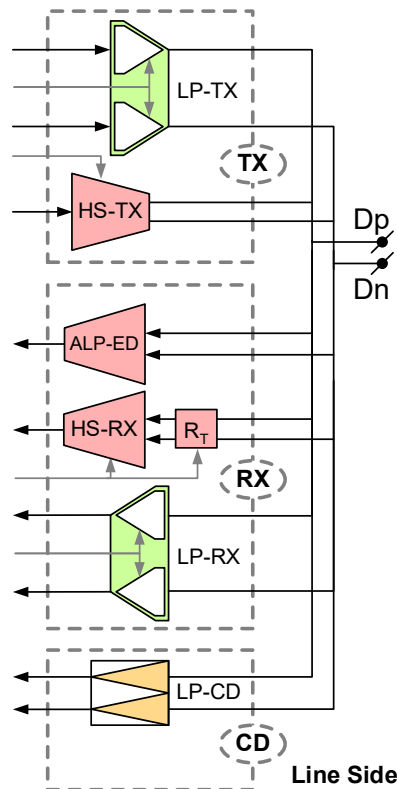 LP-TX
TX
HS-TX
Dp
Dn
ALP-ED
HS-RX
RT
RX
LP-RX
LP-CD
CD
Line Side